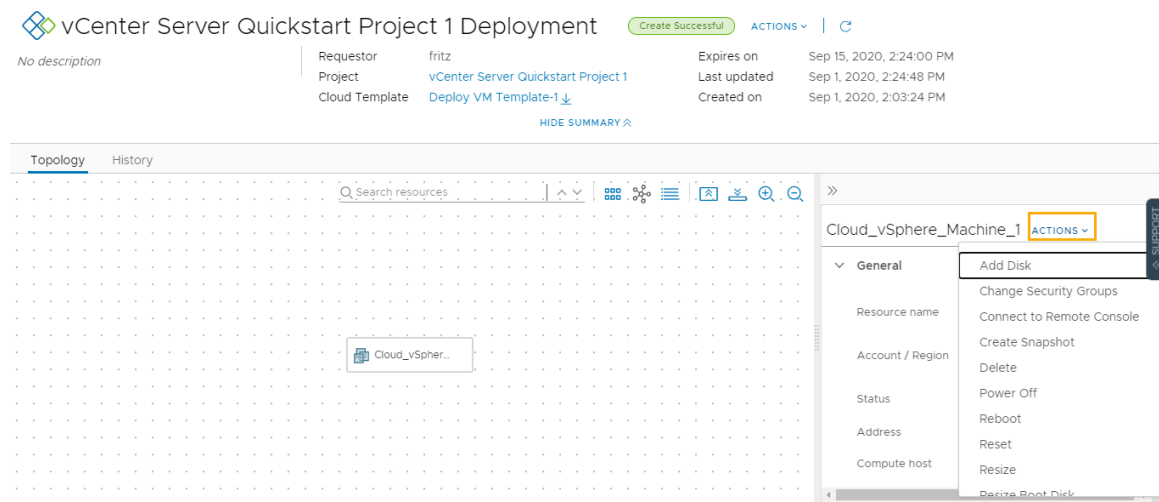 vCenter Server Quickstart Project 1 Deployment Create Successful ACTIONS
No description
Requestor fritz Expires on Sep 15, 2020, 2:24:00 PM
Project vCenter Server Quickstart Project 1 Last updated Sep 1, 2020, 2:24:48 PM
Cloud Template Deploy VM Template-1 Created on Sep 1, 2020, 2:03:24 PM
HIDE SUMMARY
Topology History
Search resources
Cloud_vSphere_Machine_1 ACTIONS
SUPPORT
General Add Disk
Change Security Groups
Resource name
Connect to Remote Console
Create Snapshot
Cloud_vSpher...
Account / Region
Delete
Power Off
Status
Reboot
Address
Reset
Compute host
Resize
Resize Boot Disk